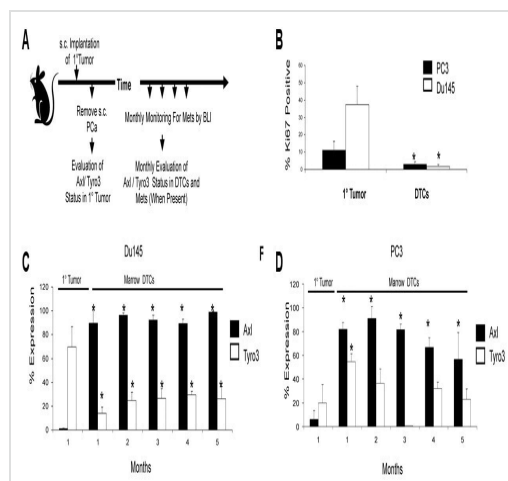 A
s.c. Implantation
of 1°Tumor
Time
Remove s.c.
PCa
Monthly Monitoring For Mets by BLI
Evaluation of
Axl/ Tyro3
Status in 1° Tumor
Monthly Evaluation of
Axl / Tyro3 Status in DTCs and
Mets (When Present)
B
% Ki67 Positive
60
50
40
30
20
10
0
PC3
Du145
* *
1° Tumor DTCs
C
Du145
1° Tumor Marrow DTCs
% Expression
100
80
60
40
20
0
* * * * *
* * * * *
Axl
Tyro3
1 1 2 3 4 5
Months
F
D
PC3
1° Tumor Marrow DTCs
% Expression
100
80
60
40
20
0
* * * * *
*
Axl
Tyro3
1 1 2 3 4 5
Months